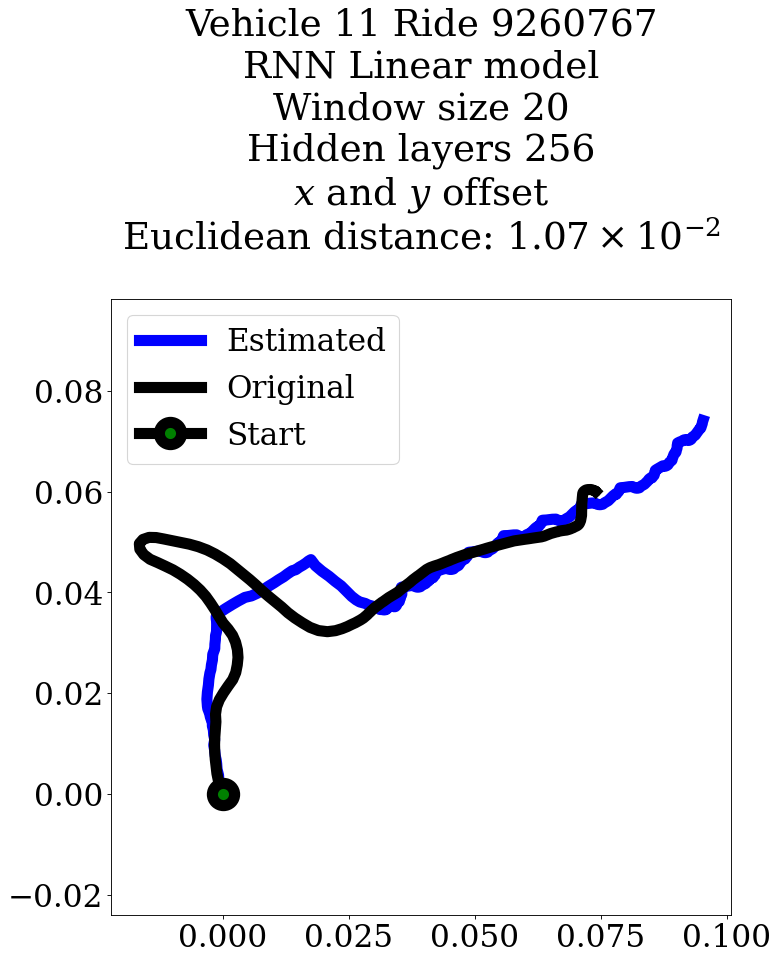 Vehicle 11 Ride 9260767
RNN Linear model
Window size 20
Hidden layers 256
x and y offset
Euclidean distance: 1.07 × 10⁻²
Estimated
Original
Start
0.08
0.06
0.04
0.02
0.00
−0.02
0.000 0.025 0.050 0.075 0.100